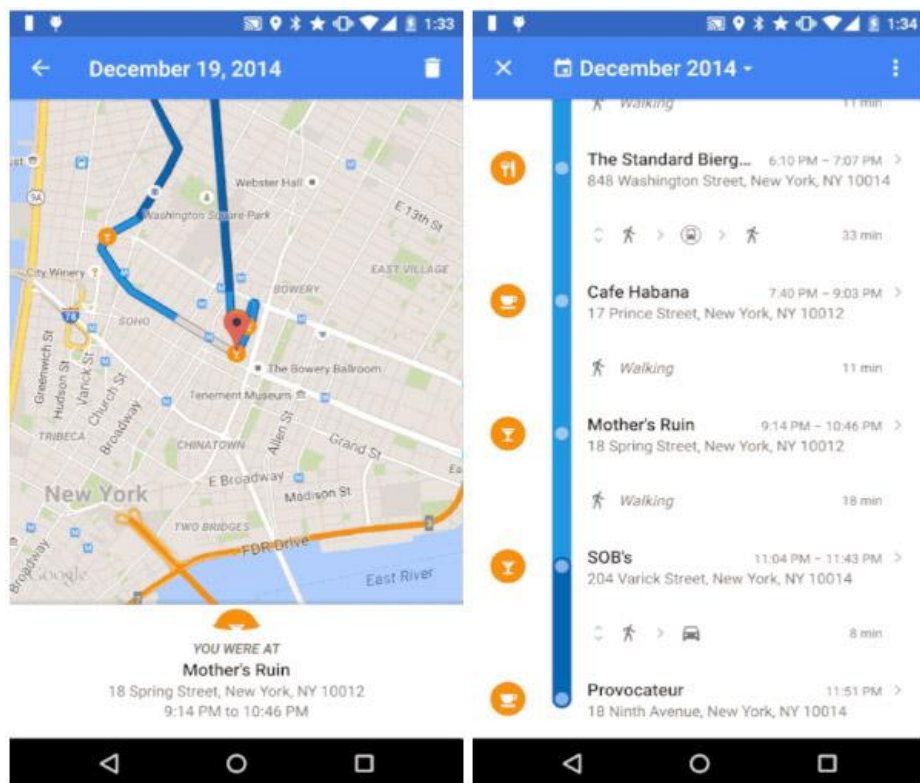 1:33
December 19, 2014
Webster Hall
Washington Square Park
E 13th St
9A
City Winery
EAST VILLAGE
BOWERY
SOHO
78
Greenwich St
Hudson St
Varick St
Church St
Broadway
The Bowery Ballroom
Tenement Museum
Allen St
Grand St
TRIBECA
CHINATOWN
E Broadway
Madison St
New York
TWO BRIDGES
FDR Drive
Broadway
Google
East River
YOU WERE AT
Mother's Ruin
18 Spring Street, New York, NY 10012
9:14 PM to 10:46 PM
1:34
December 2014
Walking 11 min
The Standard Bierg... 6:10 PM – 7:07 PM
848 Washington Street, New York, NY 10014
33 min
Cafe Habana 7:40 PM – 9:03 PM
17 Prince Street, New York, NY 10012
Walking 11 min
Mother's Ruin 9:14 PM – 10:46 PM
18 Spring Street, New York, NY 10012
Walking 18 min
SOB's 11:04 PM – 11:43 PM
204 Varick Street, New York, NY 10014
8 min
Provocateur 11:51 PM
18 Ninth Avenue, New York, NY 10014